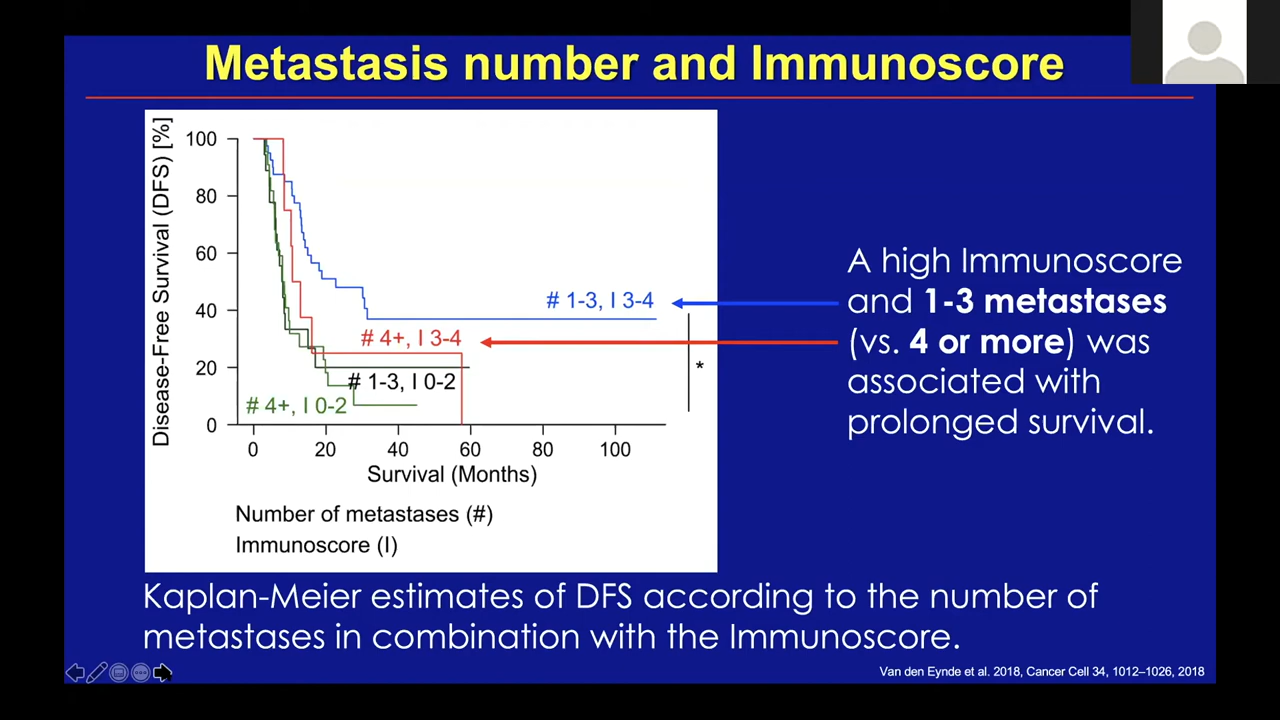 Metastasis number and Immunoscore
Disease-Free Survival (DFS) [%]
100
80
60
40
20
0
# 1-3, I 3-4
# 4+, I 3-4
# 1-3, I 0-2
# 4+, I 0-2
*
0 20 40 60 80 100
Survival (Months)
Number of metastases (#)
Immunoscore (I)
A high Immunoscore
and 1-3 metastases
(vs. 4 or more) was
associated with
prolonged survival.
Kaplan-Meier estimates of DFS according to the number of
metastases in combination with the Immunoscore.
Van den Eynde et al. 2018, Cancer Cell 34, 1012–1026, 2018